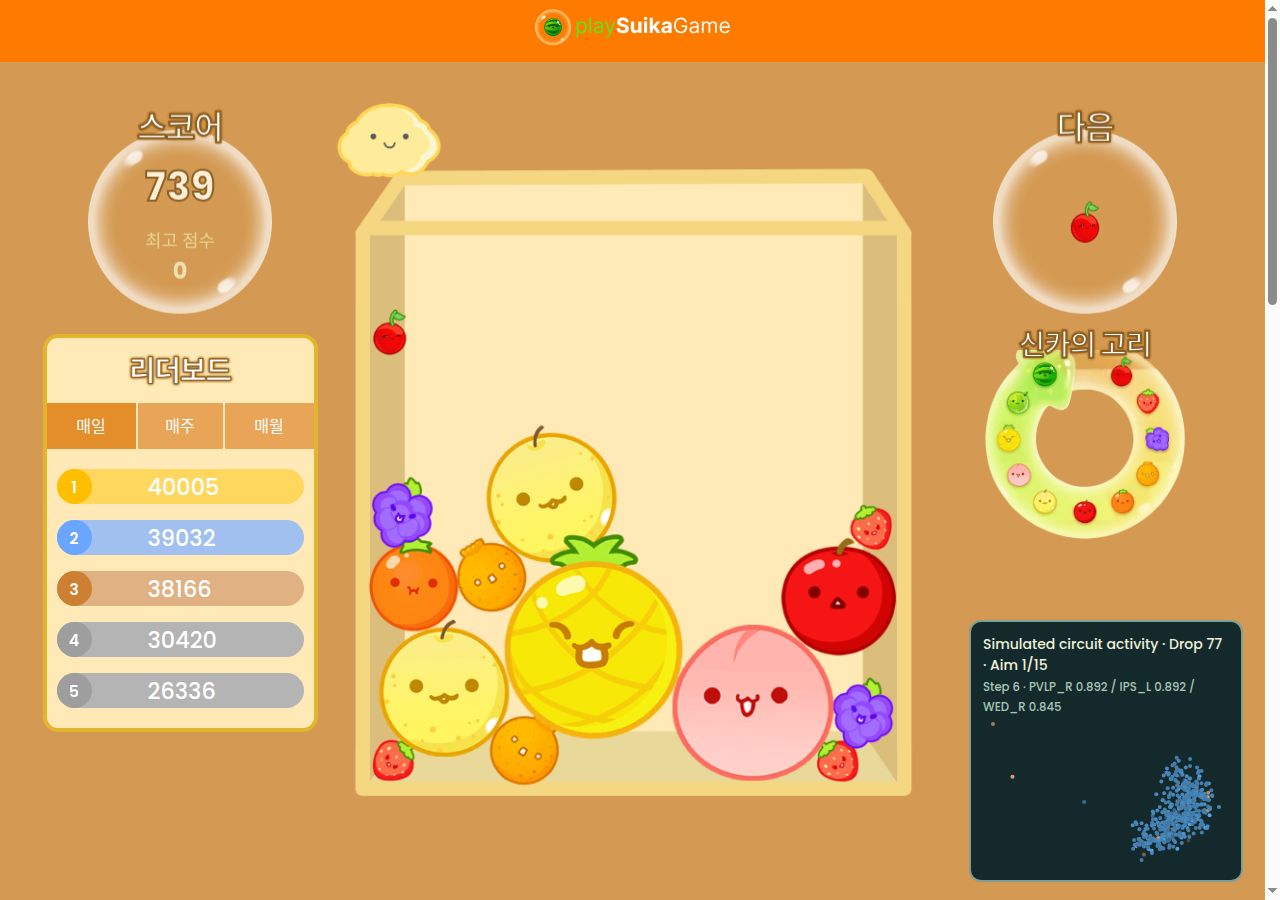 playSuikaGame
스코어
739
최고 점수
0
다음
리더보드
매일 매주 매월
1 40005
2 39032
3 38166
4 30420
5 26336
신카의 고리
Simulated circuit activity · Drop 77
· Aim 1/15
Step 6 · PVLP_R 0.892 / IPS_L 0.892 /
WED_R 0.845